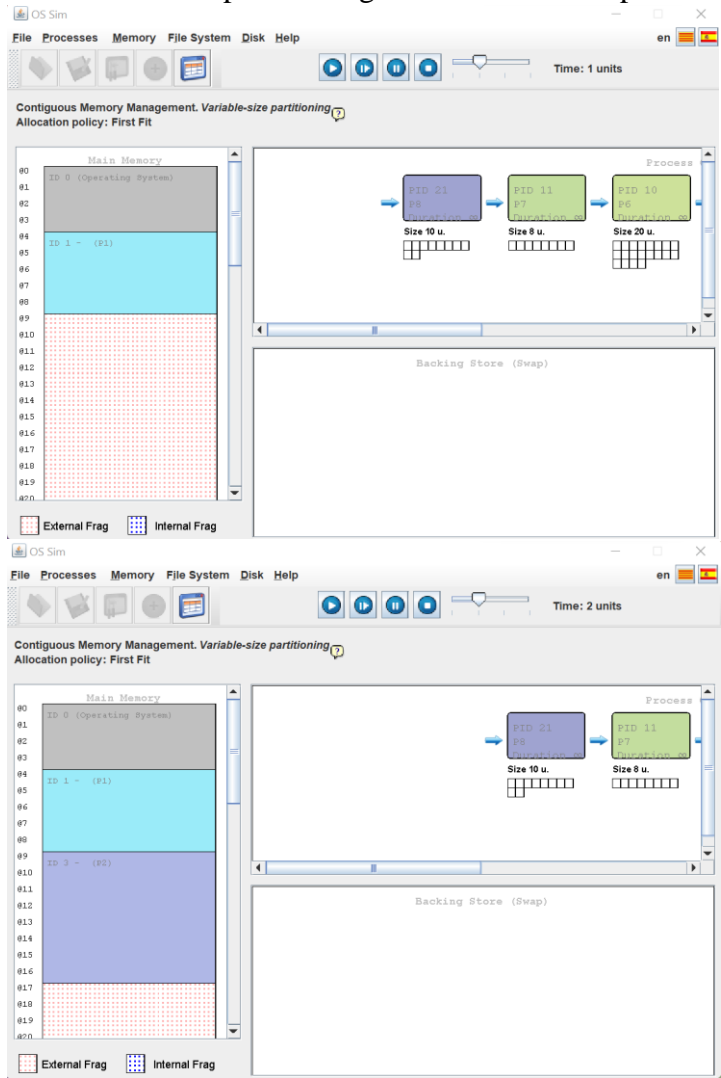 OS Sim
File Processes Memory File System Disk Help
en
Time: 1 units
Contiguous Memory Management. Variable-size partitioning
Allocation policy: First Fit
Main Memory
Process
@0
ID 0 (Operating System)
@1
@2
@3
@4
ID 1 - (P1)
@5
@6
@7
@8
@9
@10
@11
@12
@13
@14
@15
@16
@17
@18
@19
@20
PID 21
P8
Duration ∞
Size 10 u.
PID 11
P7
Duration ∞
Size 8 u.
PID 10
P6
Duration ∞
Size 20 u.
Backing Store (Swap)
External Frag Internal Frag
OS Sim
File Processes Memory File System Disk Help
en
Time: 2 units
Contiguous Memory Management. Variable-size partitioning
Allocation policy: First Fit
Main Memory
Process
@0
ID 0 (Operating System)
@1
@2
@3
@4
ID 1 - (P1)
@5
@6
@7
@8
@9
ID 3 - (P2)
@10
@11
@12
@13
@14
@15
@16
@17
@18
@19
@20
PID 21
P8
Duration ∞
Size 10 u.
PID 11
P7
Duration ∞
Size 8 u.
Backing Store (Swap)
External Frag Internal Frag